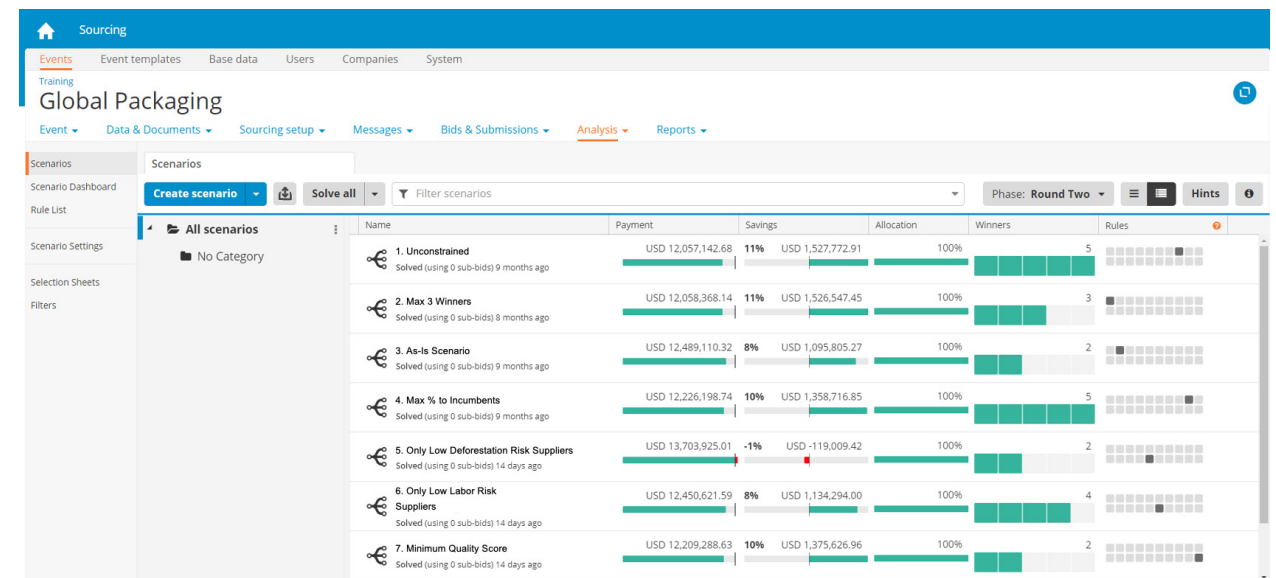 Sourcing
Events Event templates Base data Users Companies System
Training
Global Packaging
Event Data & Documents Sourcing setup Messages Bids & Submissions Analysis Reports
Scenarios
Scenario Dashboard
Rule List
Scenario Settings
Selection Sheets
Filters
Scenarios
Create scenario Solve all Filter scenarios Phase: Round Two Hints
All scenarios
No Category
Name Payment Savings Allocation Winners Rules
1. Unconstrained USD 12,057,142.68 11% USD 1,527,772.91 100% 5
Solved (using 0 sub-bids) 9 months ago
2. Max 3 Winners USD 12,058,368.14 11% USD 1,526,547.45 100% 3
Solved (using 0 sub-bids) 8 months ago
3. As-Is Scenario USD 12,489,110.32 8% USD 1,095,805.27 100% 2
Solved (using 0 sub-bids) 9 months ago
4. Max % to Incumbents USD 12,226,198.74 10% USD 1,358,716.85 100% 5
Solved (using 0 sub-bids) 9 months ago
5. Only Low Deforestation Risk Suppliers USD 13,703,925.01 -1% USD -119,009.42 100% 2
Solved (using 0 sub-bids) 14 days ago
6. Only Low Labor Risk USD 12,450,621.59 8% USD 1,134,294.00 100% 4
Suppliers
Solved (using 0 sub-bids) 14 days ago
7. Minimum Quality Score USD 12,209,288.63 10% USD 1,375,626.96 100% 2
Solved (using 0 sub-bids) 14 days ago